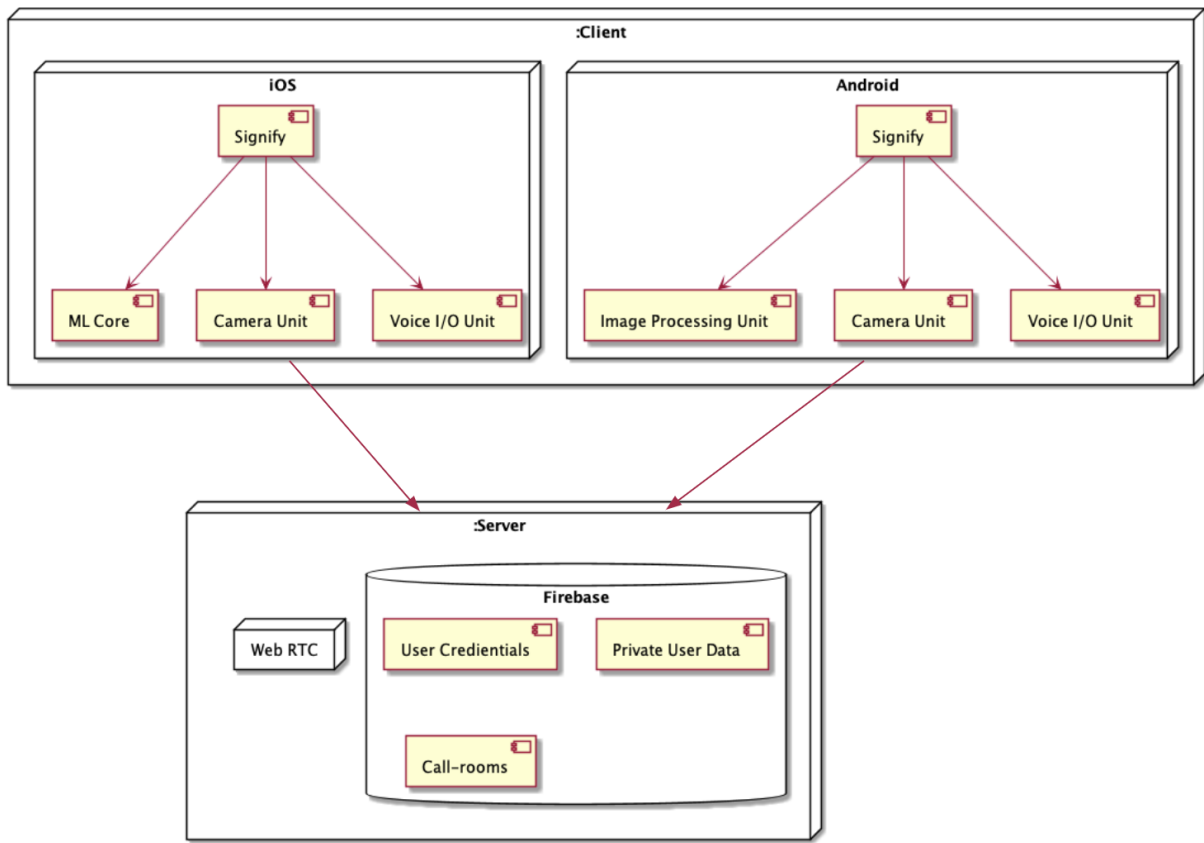 :Client
iOS
Android
Signify
Signify
ML Core
Camera Unit
Voice I/O Unit
Image Processing Unit
Camera Unit
Voice I/O Unit
:Server
Firebase
Web RTC
User Credientials
Private User Data
Call-rooms